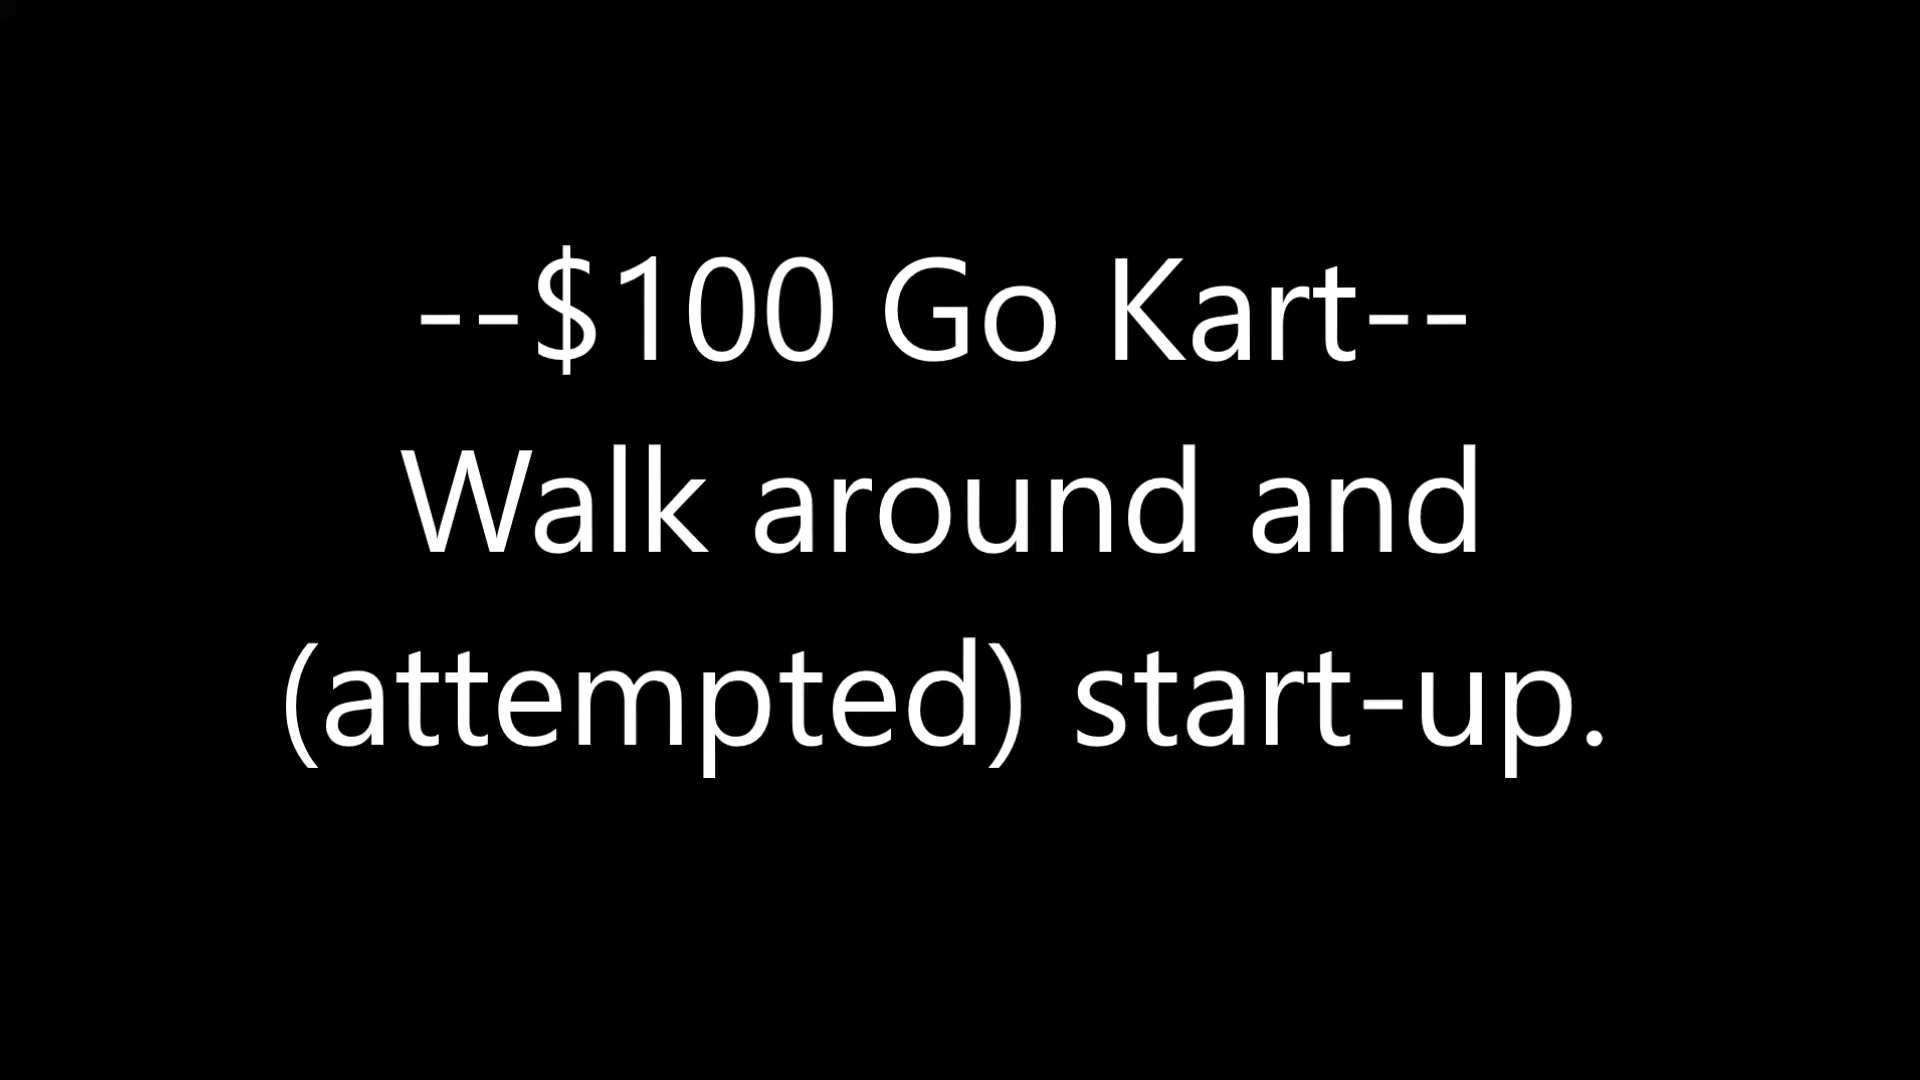 --$100 Go Kart--
Walk around and
(attempted) start-up.